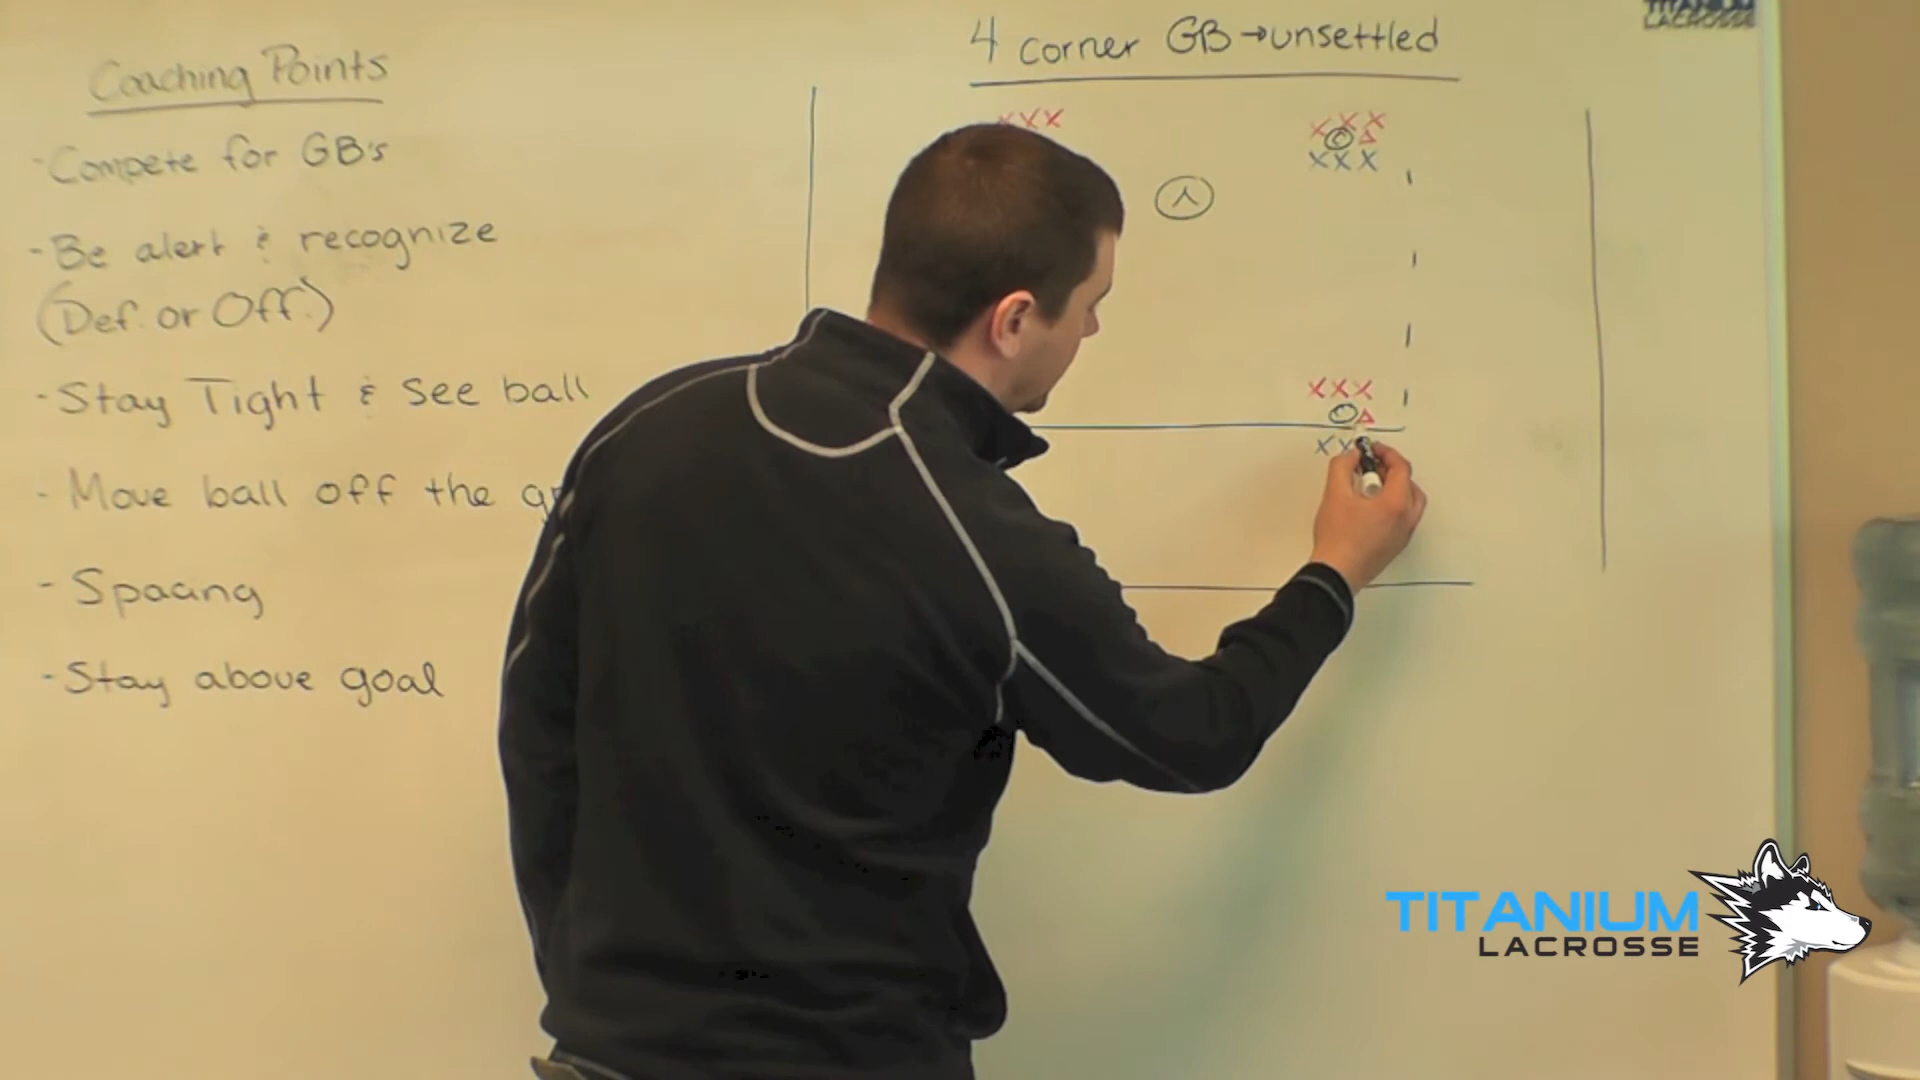 Coaching Points
- Compete for GB's
- Be alert & recognize
(Def. or Off.)
- Stay Tight & see ball
- Move ball off the gr
- Spacing
- Stay above goal
4 corner GB→unsettled
X X X
X X X
C
X X X
X X X
X X
TITANIUM
LACROSSE
TITANIUM
LACROSSE